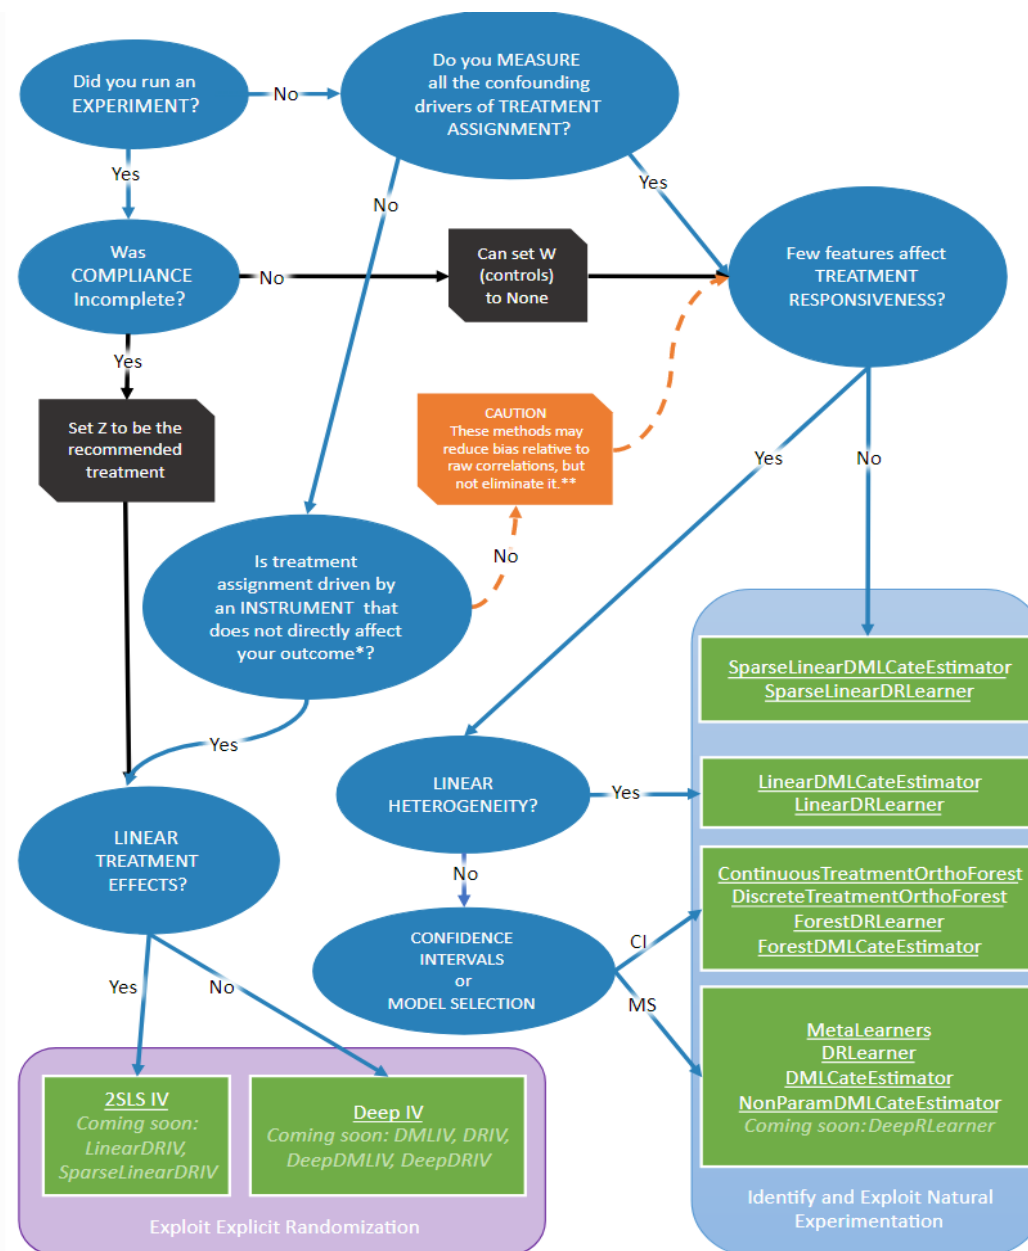 Did you run an
EXPERIMENT?
No
Do you MEASURE
all the confounding
drivers of TREATMENT
ASSIGNMENT?
Yes
No
Yes
Was
COMPLIANCE
Incomplete?
No
Can set W
(controls)
to None
Few features affect
TREATMENT
RESPONSIVENESS?
Yes
Set Z to be the
recommended
treatment
CAUTION
These methods may
reduce bias relative to
raw correlations, but
not eliminate it.**
Yes
No
No
Is treatment
assignment driven by
an INSTRUMENT that
does not directly affect
your outcome*?
Yes
SparseLinearDMLCateEstimator
SparseLinearDRLearner
LINEAR
HETEROGENEITY?
Yes
LinearDMLCateEstimator
LinearDRLearner
LINEAR
TREATMENT
EFFECTS?
No
ContinuousTreatmentOrthoForest
DiscreteTreatmentOrthoForest
ForestDRLearner
ForestDMLCateEstimator
CONFIDENCE
INTERVALS
or
MODEL SELECTION
CI
MS
Yes
No
MetaLearners
DRLearner
DMLCateEstimator
NonParamDMLCateEstimator
Coming soon:DeepRLearner
2SLS IV
Coming soon:
LinearDRIV,
SparseLinearDRIV
Deep IV
Coming soon: DMLIV, DRIV,
DeepDMLIV, DeepDRIV
Exploit Explicit Randomization
Identify and Exploit Natural
Experimentation